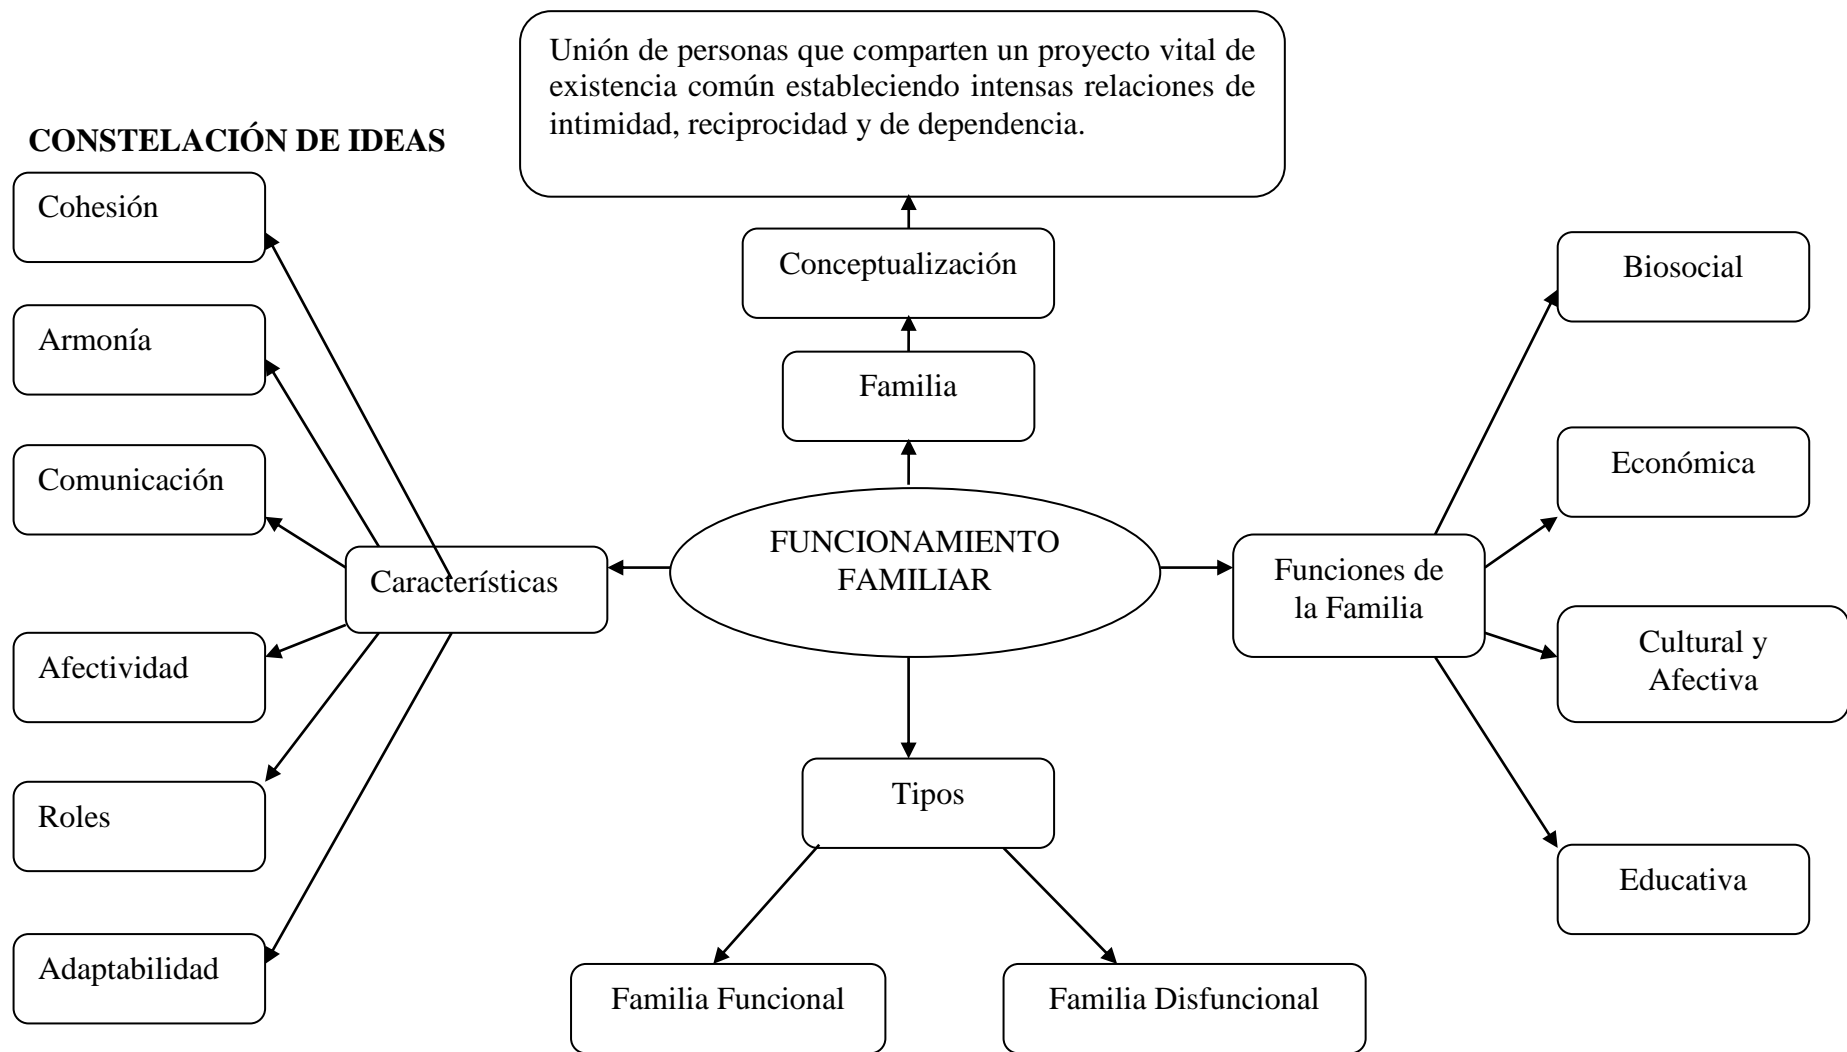 Unión de personas que comparten un proyecto vital de
existencia común estableciendo intensas relaciones de
intimidad, reciprocidad y de dependencia.
CONSTELACIÓN DE IDEAS
Cohesión
Armonía
Comunicación
Afectividad
Roles
Adaptabilidad
Características
Conceptualización
Familia
FUNCIONAMIENTO
FAMILIAR
Tipos
Familia Funcional
Familia Disfuncional
Funciones de
la Familia
Biosocial
Económica
Cultural y
Afectiva
Educativa